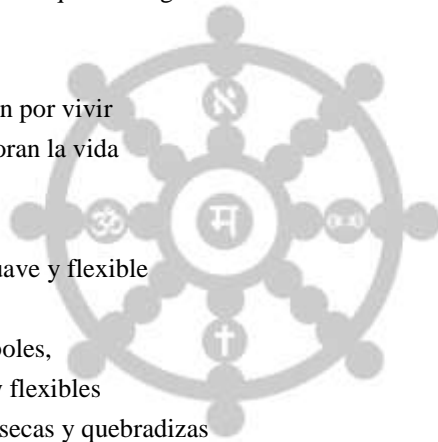 n por vivir
oran la vida
uave y flexible
א
ॐ म
✝
boles,
y flexibles
secas y quebradizas